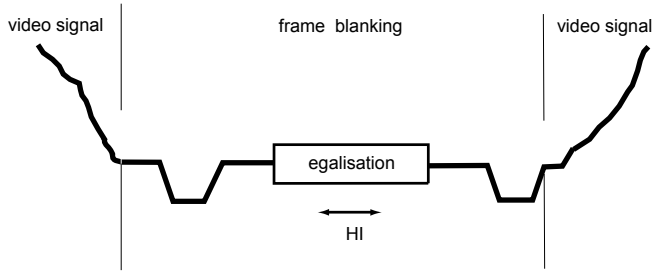 video signal
frame blanking
video signal
egalisation
HI